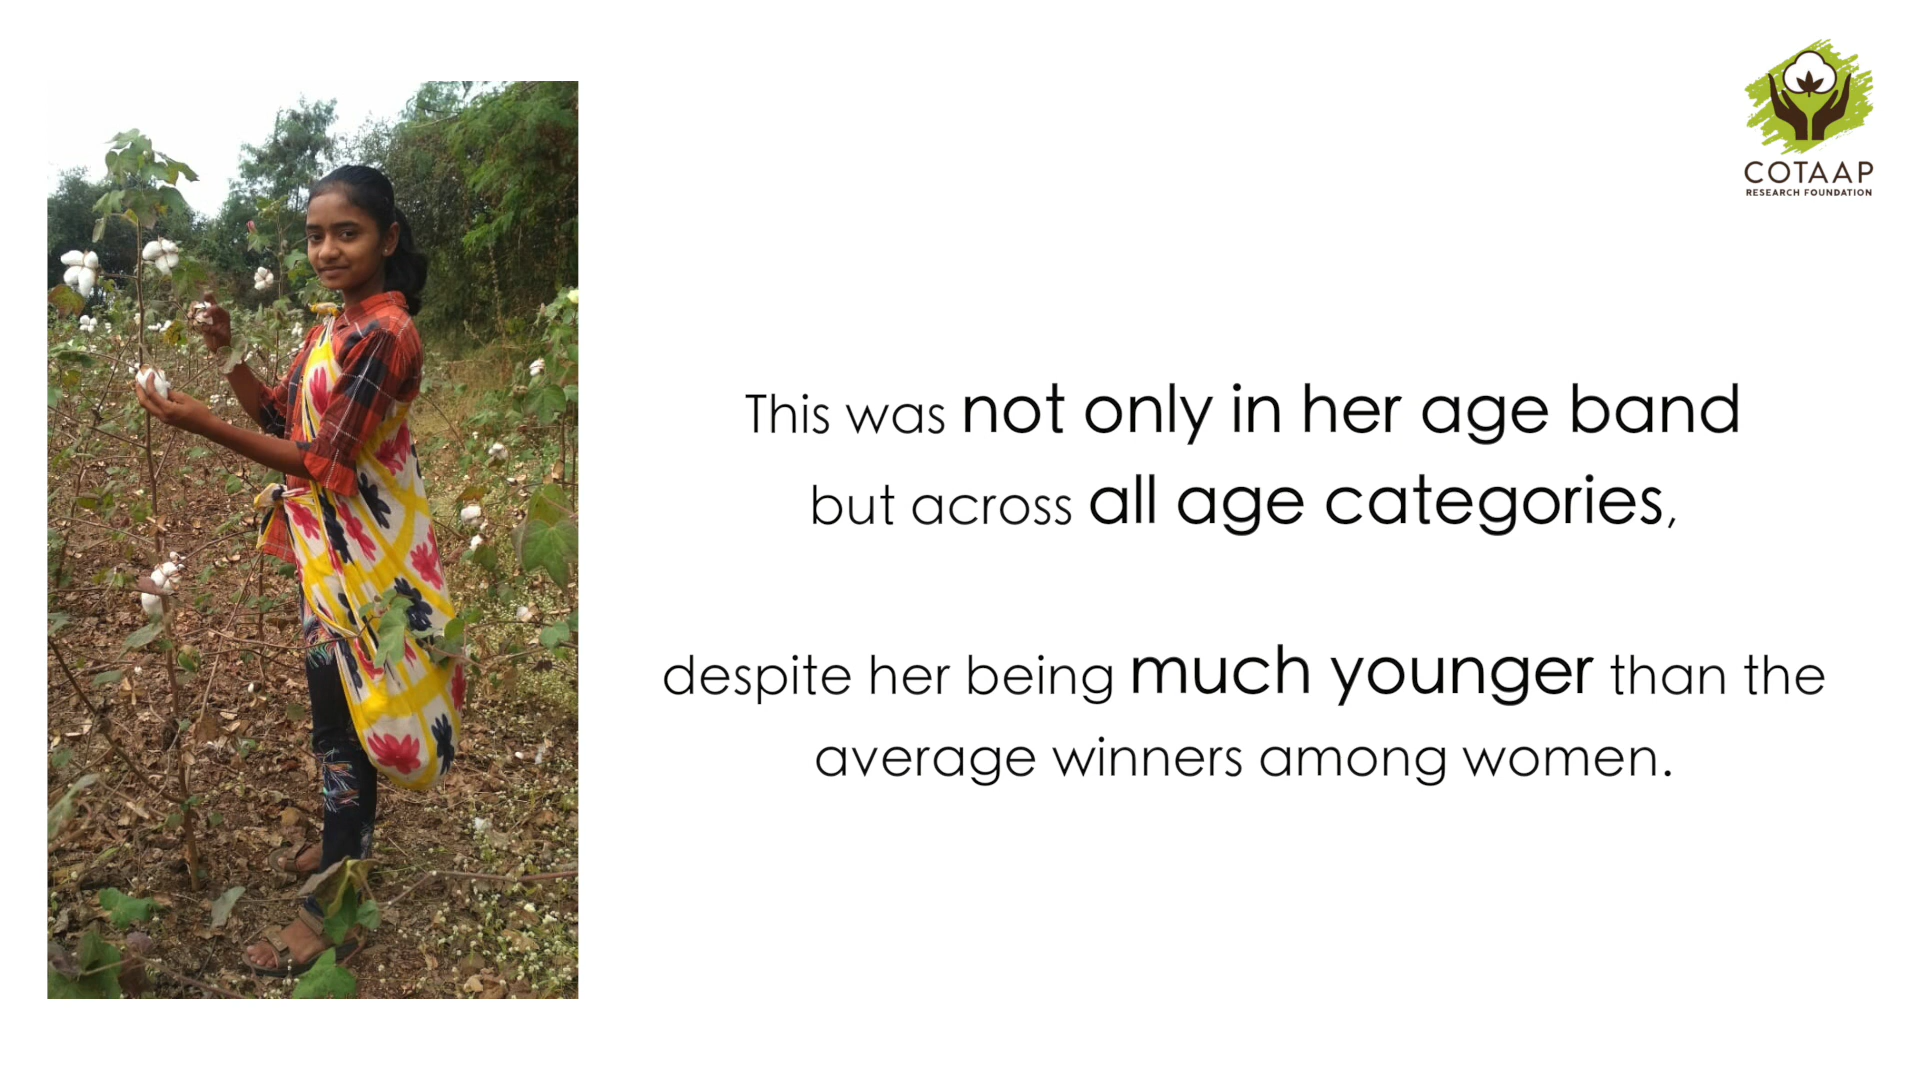 COTAAP
RESEARCH FOUNDATION
This was not only in her age band
but across all age categories,
despite her being much younger than the
average winners among women.